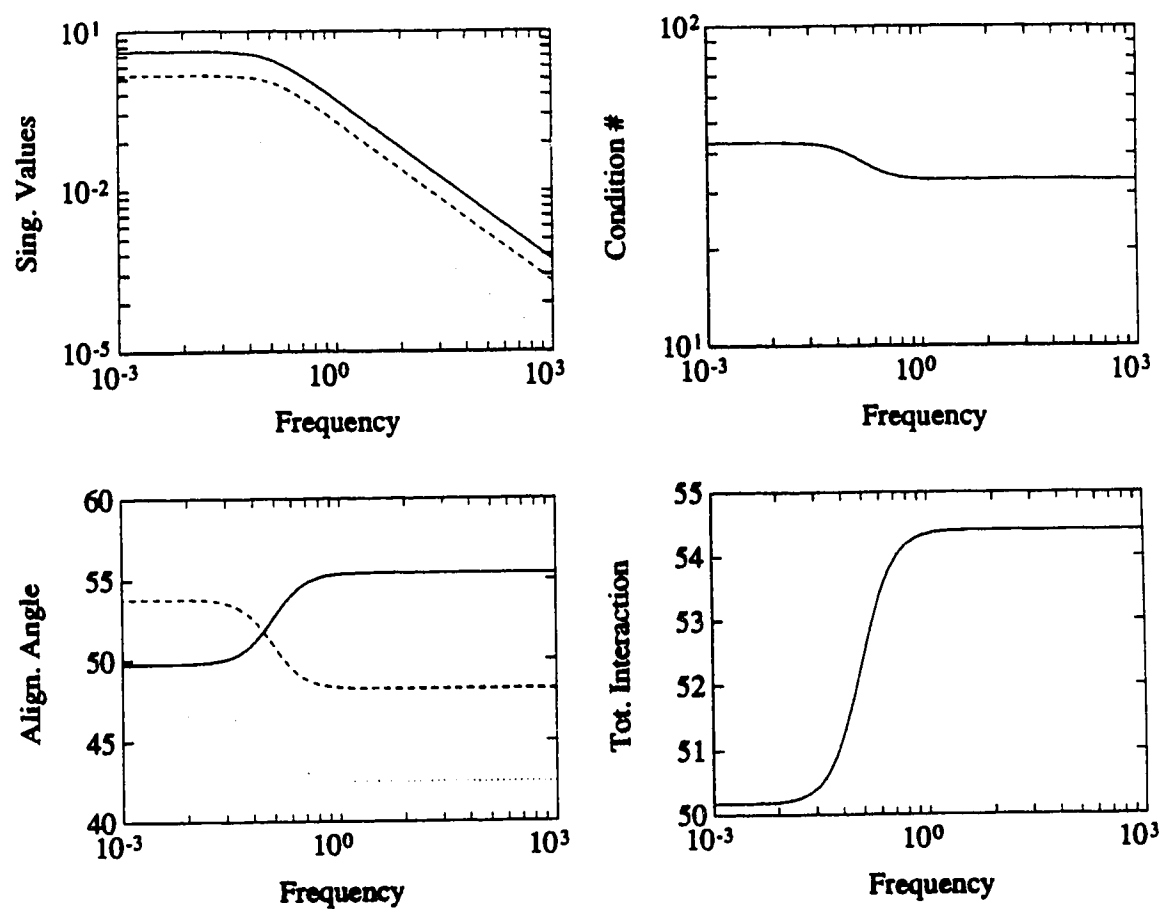 10¹
10⁻²
10⁻⁵
Sing. Values
10⁻³ 10⁰ 10³
Frequency
10²
10¹
Condition #
10⁻³ 10⁰ 10³
Frequency
60
55
50
45
40
Align. Angle
10⁻³ 10⁰ 10³
Frequency
55
54
53
52
51
50
Tot. Interaction
10⁻³ 10⁰ 10³
Frequency